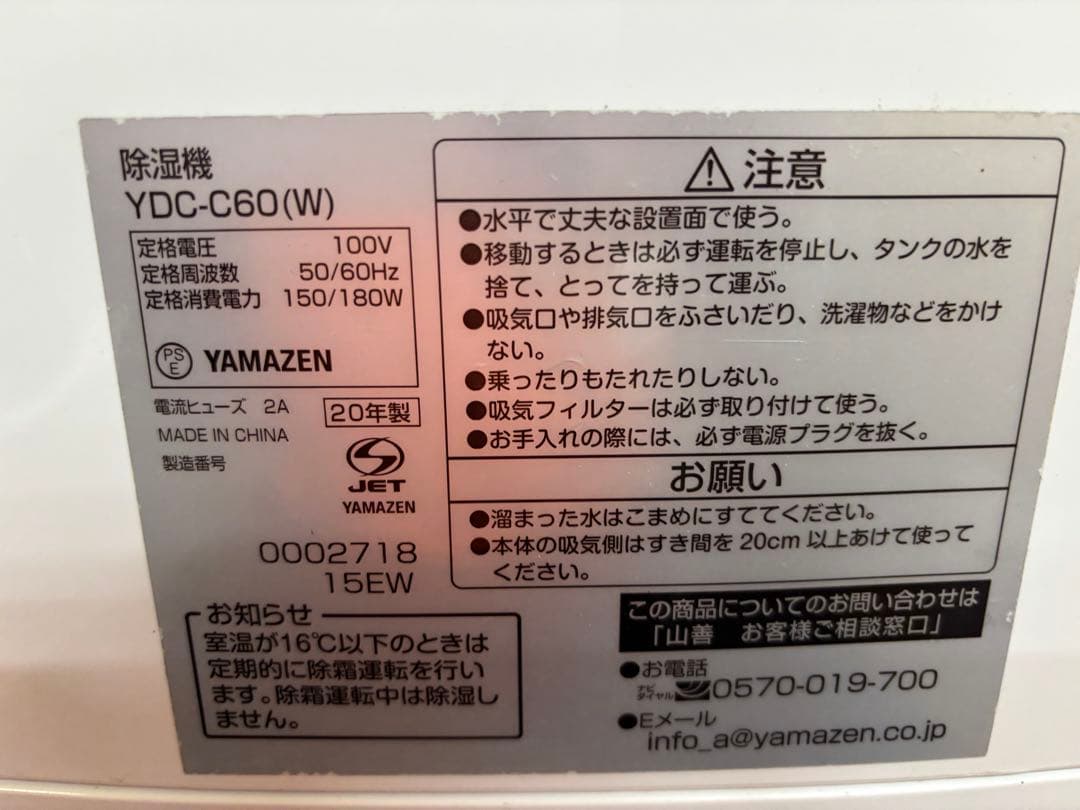 除湿機
YDC-C60(W)
定格電圧 100V
定格周波数 50/60Hz
定格消費電力 150/180W
PS
E
YAMAZEN
電流ヒューズ 2A
20年製
MADE IN CHINA
製造番号
JET
YAMAZEN
0002718
15EW
お知らせ
室温が16℃以下のときは
定期的に除霜運転を行い
ます。除霜運転中は除湿し
ません。
注意
●水平で丈夫な設置面で使う。
●移動するときは必ず運転を停止し、タンクの水を
捨て、とってを持って運ぶ。
●吸気口や排気口をふさいだり、洗濯物などをかけ
ない。
●乗ったりもたれたりしない。
●吸気フィルターは必ず取り付けて使う。
●お手入れの際には、必ず電源プラグを抜く。
お願い
●溜まった水はこまめにすててください。
●本体の吸気側はすき間を20cm以上あけて使って
ください。
この商品についてのお問い合わせは
「山善 お客様ご相談窓口」
●お電話
ナビ
ダイヤル
0570-019-700
●Eメール
info_a@yamazen.co.jp